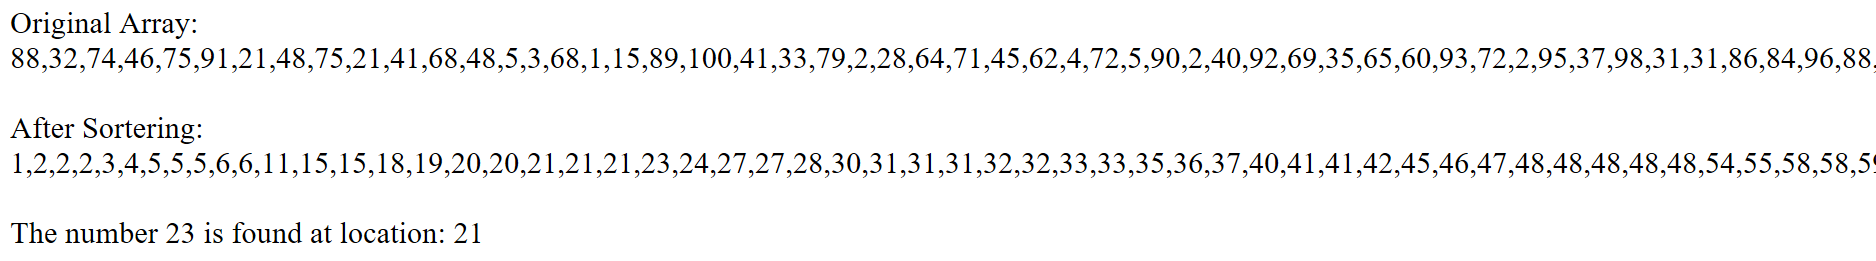 Original Array:
88,32,74,46,75,91,21,48,75,21,41,68,48,5,3,68,1,15,89,100,41,33,79,2,28,64,71,45,62,4,72,5,90,2,40,92,69,35,65,60,93,72,2,95,37,98,31,31,86,84,96,88,
After Sortering:
1,2,2,2,3,4,5,5,5,6,6,11,15,15,18,19,20,20,21,21,21,23,24,27,27,28,30,31,31,31,32,32,33,33,35,36,37,40,41,41,42,45,46,47,48,48,48,48,48,54,55,58,58,5
The number 23 is found at location: 21